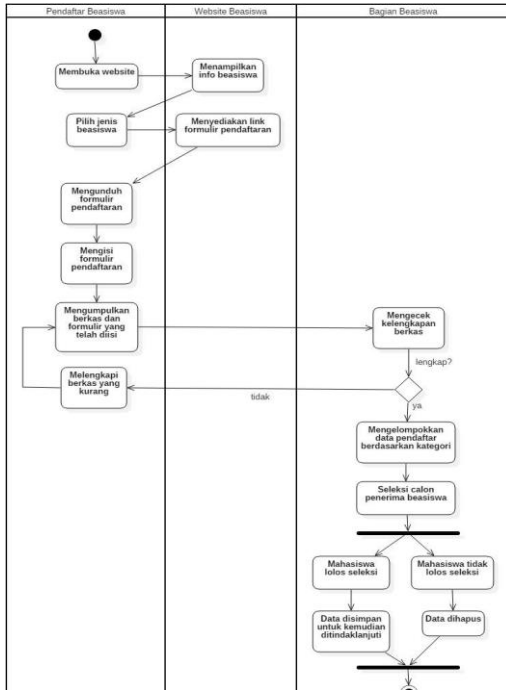 Pendaftar Beasiswa
Website Beasiswa
Bagian Beasiswa
Membuka website
Menampilkan
info beasiswa
Pilih jenis
beasiswa
Menyediakan link
formulir pendaftaran
Mengunduh
formulir
pendaftaran
Mengisi
formulir
pendaftaran
Mengumpulkan
berkas dan
formulir yang
telah diisi
Mengecek
kelengkapan
berkas
lengkap?
Melengkapi
berkas yang
kurang
tidak
ya
Mengelompokkan
data pendaftar
berdasarkan kategori
Seleksi calon
penerima beasiswa
Mahasiswa
lolos seleksi
Mahasiswa tidak
lolos seleksi
Data disimpan
untuk kemudian
ditindaklanjuti
Data dihapus